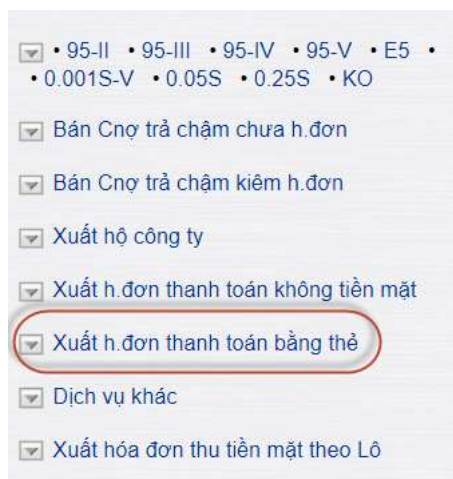 • 95-II • 95-III • 95-IV • 95-V • E5 •
• 0.001S-V • 0.05S • 0.25S • KO
Bán Cnợ trả chậm chưa h.đơn
Bán Cnợ trả chậm kiêm h.đơn
Xuất hộ công ty
Xuất h.đơn thanh toán không tiền mặt
Xuất h.đơn thanh toán bằng thẻ
Dịch vụ khác
Xuất hóa đơn thu tiền mặt theo Lô